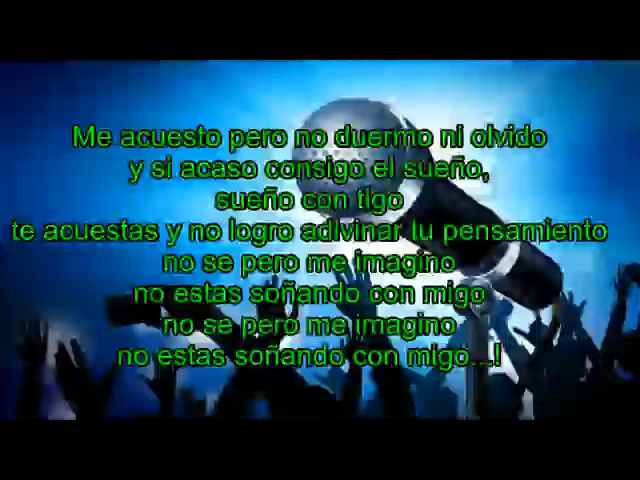 Me acuesto pero no duermo ni olvido
y si acaso consigo el sueño,
sueño con tigo
te acuestas y no logro adivinar tu pensamiento
no se pero me imagino
no estas soñando con migo
no se pero me imagino
no estas soñando con migo...!